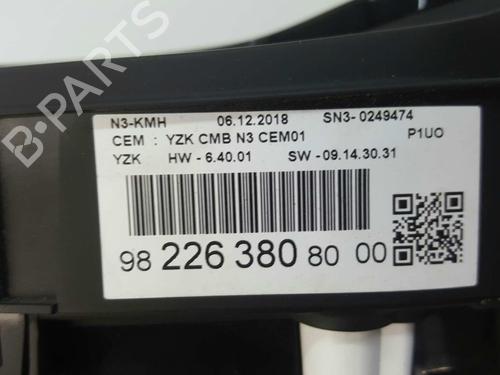 B-PARTS
N3-KMH 06.12.2018 SN3- 0249474
CEM : YZK CMB N3 CEM01 P1UO
YZK HW - 6.40.01 SW - 09.14.30.31
98 226 380 80 00